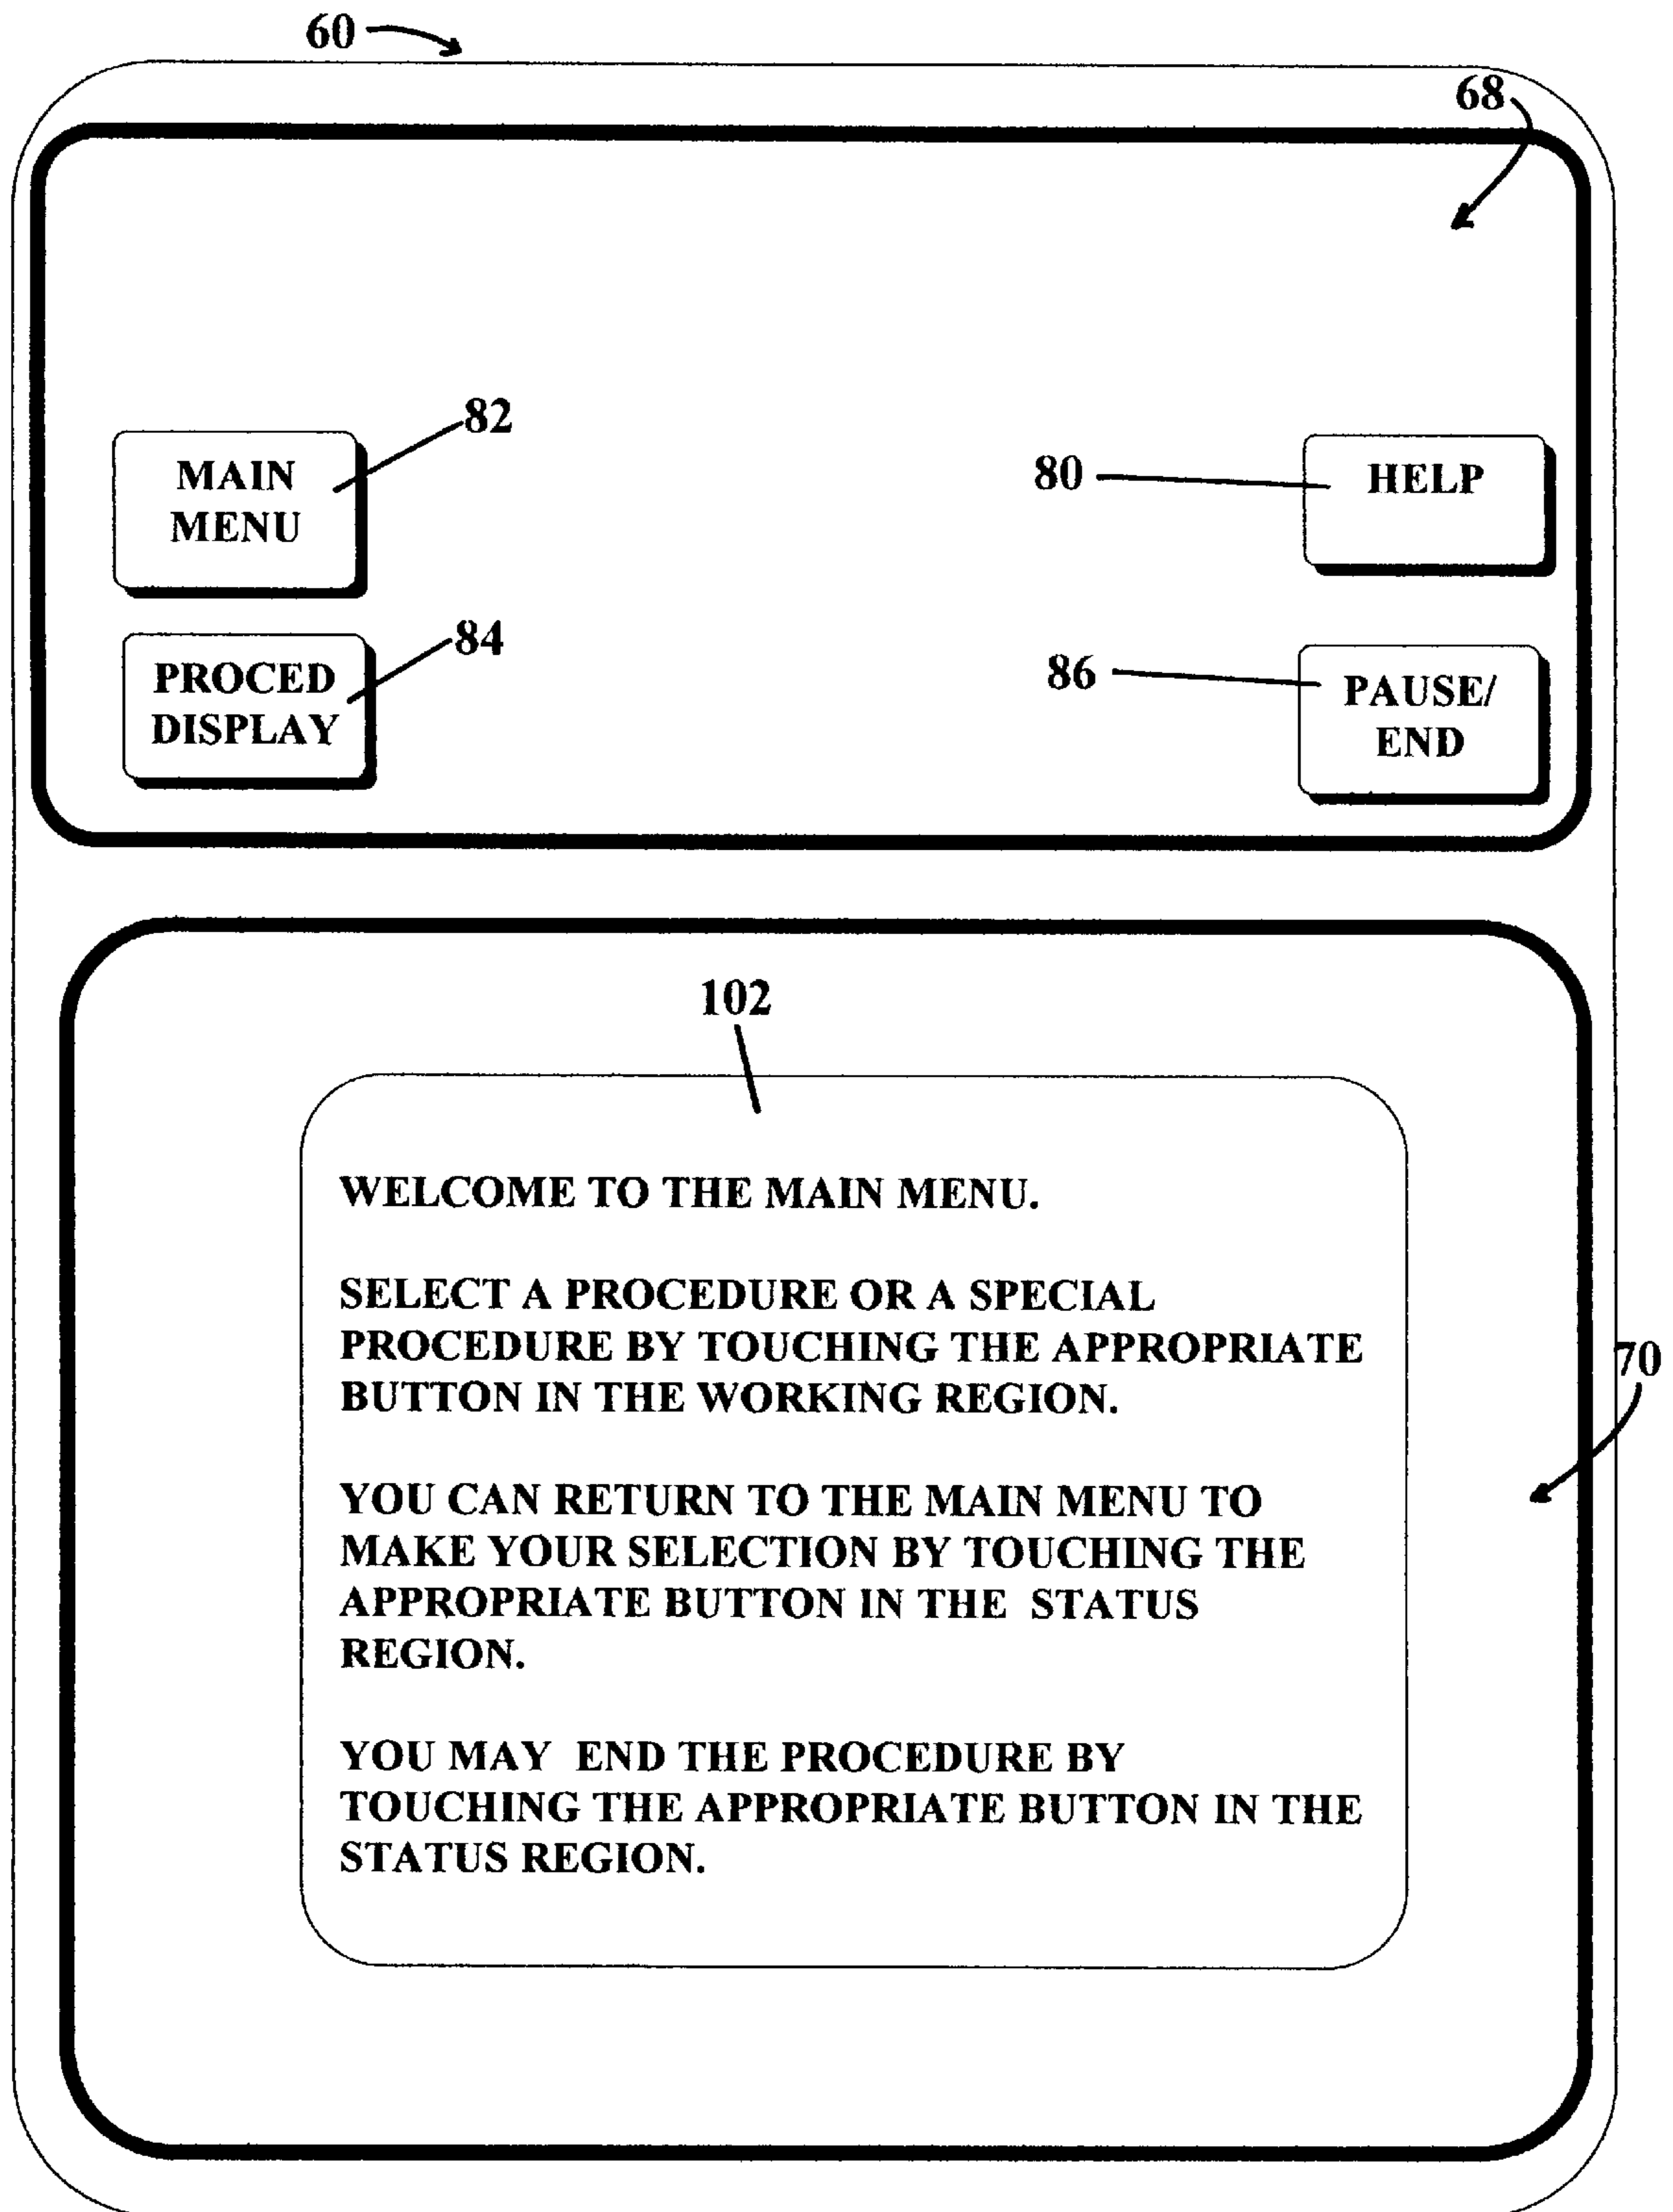 60
68
82
MAIN
MENU
80
HELP
84
PROCED
DISPLAY
86
PAUSE/
END
102
WELCOME TO THE MAIN MENU.
SELECT A PROCEDURE OR A SPECIAL
PROCEDURE BY TOUCHING THE APPROPRIATE
BUTTON IN THE WORKING REGION.
70
YOU CAN RETURN TO THE MAIN MENU TO
MAKE YOUR SELECTION BY TOUCHING THE
APPROPRIATE BUTTON IN THE STATUS
REGION.
YOU MAY END THE PROCEDURE BY
TOUCHING THE APPROPRIATE BUTTON IN THE
STATUS REGION.